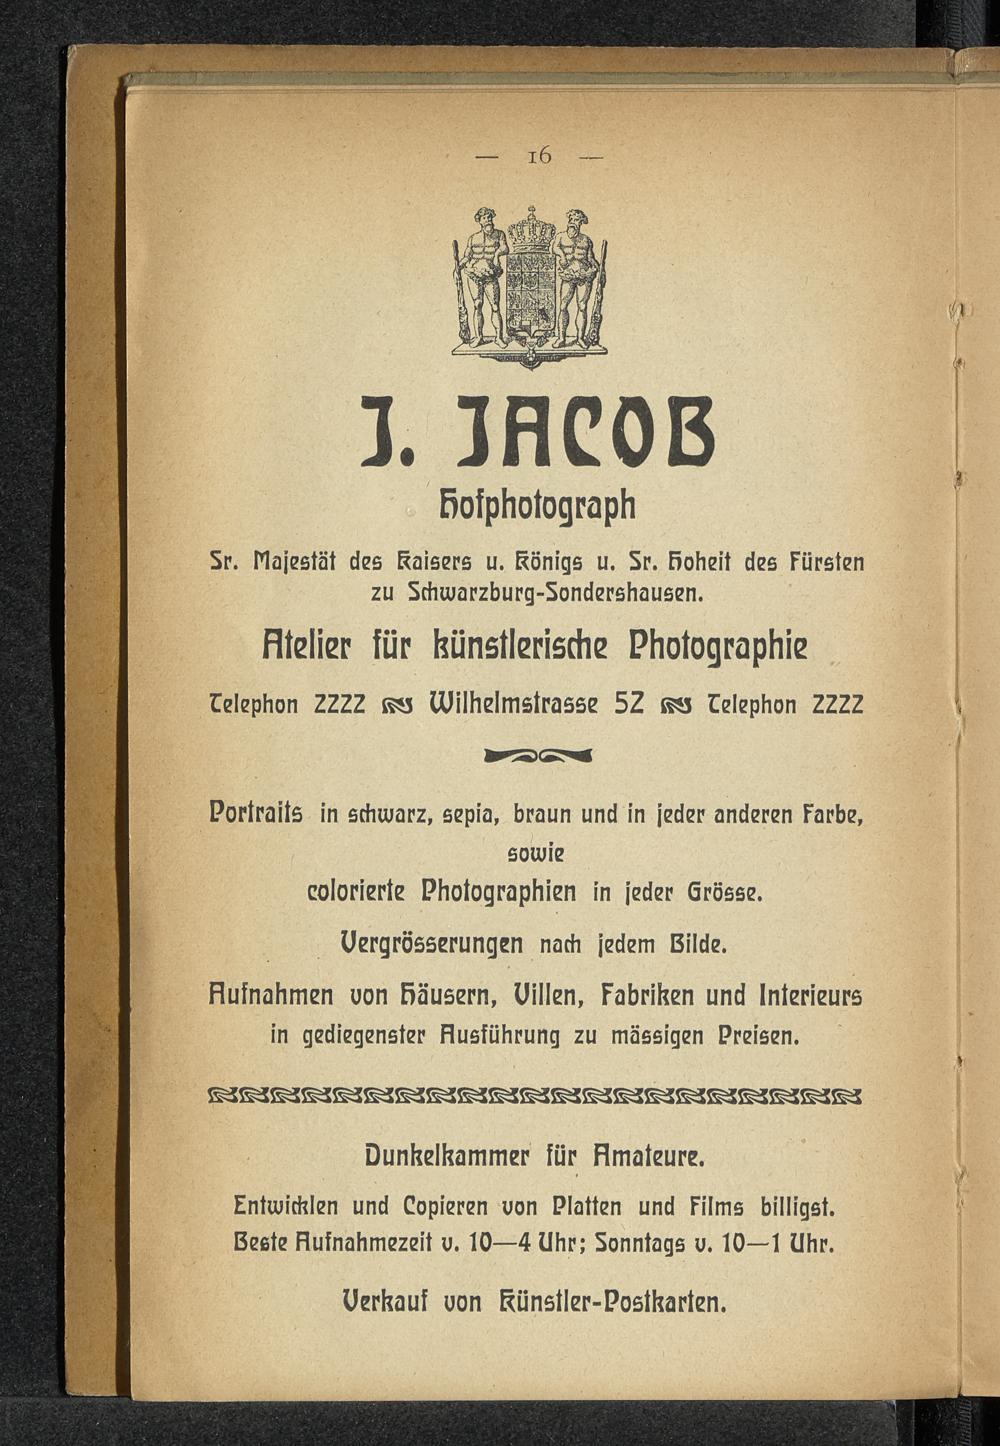 — 16 —
J. JACOB
Hofphotograph
Sr. Majestät des Kaisers u. Königs u. Sr. Hoheit des Fürsten
zu Schwarzburg-Sondershausen.
Atelier für künstlerische Photographie
Telephon 2222 Wilhelmstrasse 52 Telephon 2222
Portraits in schwarz, sepia, braun und in jeder anderen Farbe,
sowie
colorierte Photographien in jeder Grösse.
Vergrösserungen nach jedem Bilde.
Aufnahmen von Häusern, Villen, Fabriken und Interieurs
in gediegenster Ausführung zu mässigen Preisen.
Dunkelkammer für Amateure.
Entwicklen und Copieren von Platten und Films billigst.
Beste Aufnahmezeit v. 10—4 Uhr; Sonntags v. 10—1 Uhr.
Verkauf von Künstler-Postkarten.